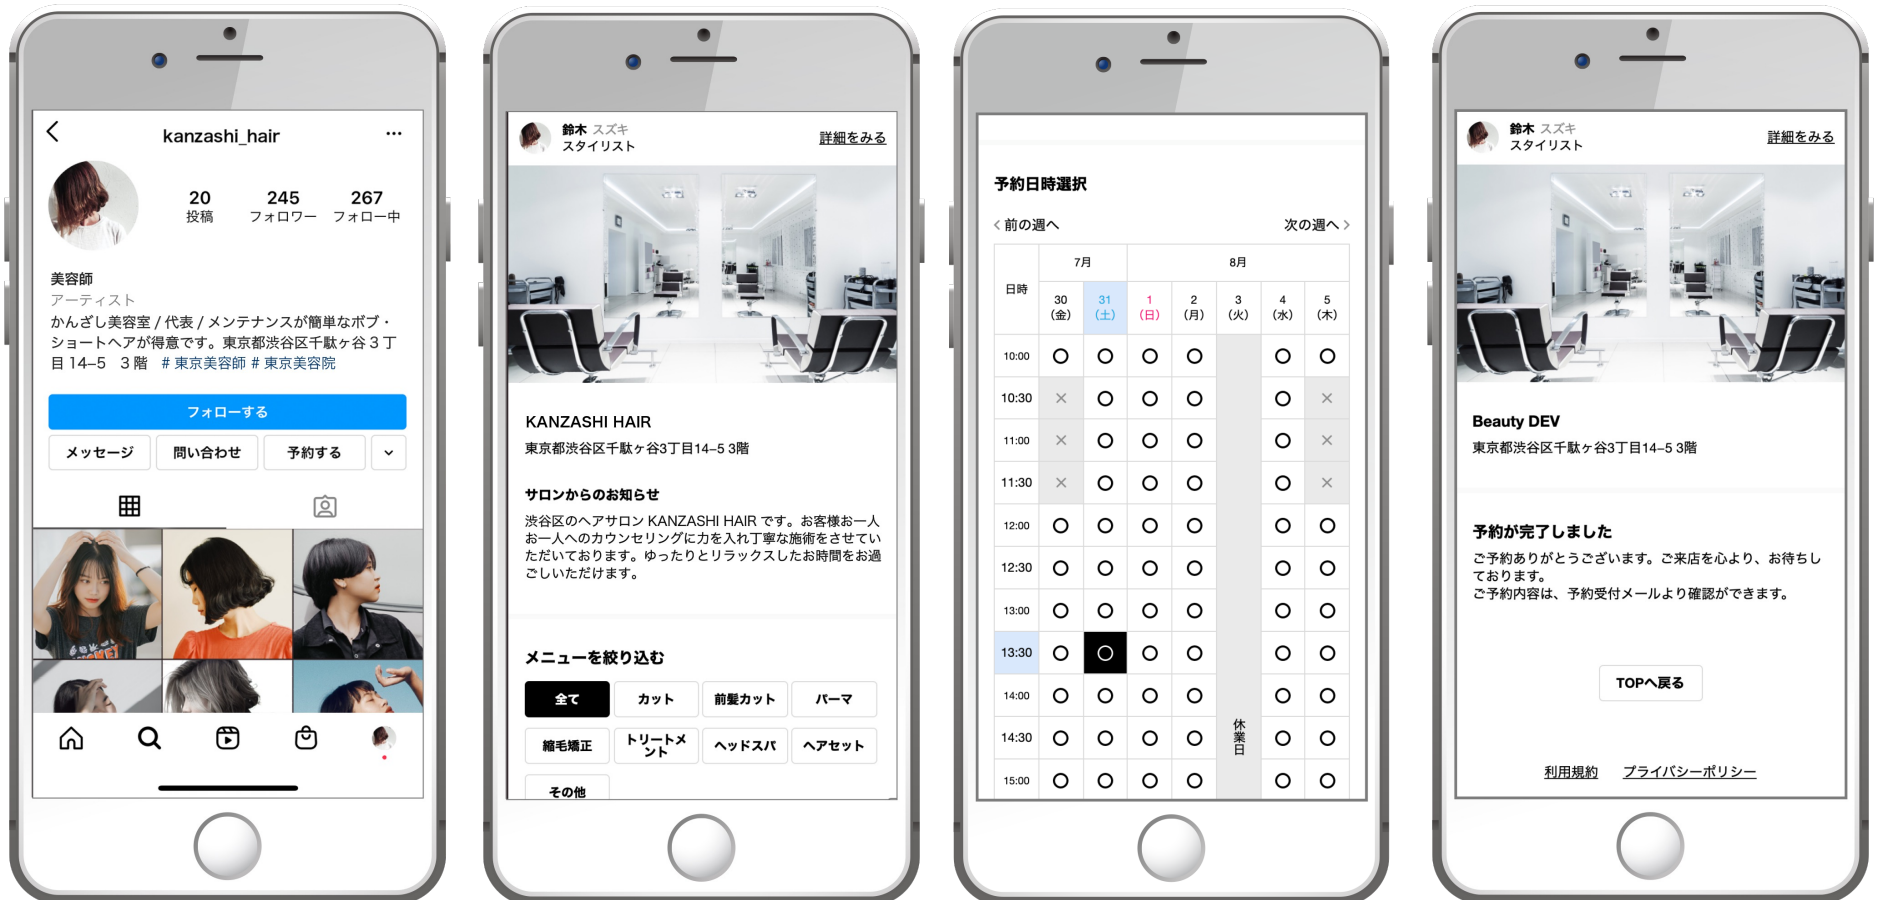 kanzashi_hair
20 245 267
投稿 フォロワー フォロー中
美容師
アーティスト
かんざし美容室 / 代表 / メンテナンスが簡単なボブ・
ショートヘアが得意です。東京都渋谷区千駄ヶ谷３丁
目 14−5　3 階　# 東京美容師 # 東京美容院
フォローする
メッセージ 問い合わせ 予約する
鈴木 スズキ
スタイリスト
詳細をみる
KANZASHI HAIR
東京都渋谷区千駄ヶ谷3丁目14−5 3階
サロンからのお知らせ
渋谷区のヘアサロン KANZASHI HAIR です。お客様お一人
お一人へのカウンセリングに力を入れ丁寧な施術をさせてい
ただいております。ゆったりとリラックスしたお時間をお過
ごしいただけます。
メニューを絞り込む
全て カット 前髪カット パーマ
縮毛矯正 トリートメ ヘッドスパ ヘアセット
ント
その他
予約日時選択
前の週へ 次の週へ
7月 8月
日時
30 31 1 2 3 4 5
（金） （土） （日） （月） （火） （水） （木）
10:00
10:30
11:00
11:30
12:00
12:30
13:00
13:30
14:00
14:30
15:00
休業日
鈴木 スズキ
スタイリスト
詳細をみる
Beauty DEV
東京都渋谷区千駄ヶ谷3丁目14−5 3階
予約が完了しました
ご予約ありがとうございます。ご来店を心より、お待ちし
ております。
ご予約内容は、予約受付メールより確認ができます。
TOPへ戻る
利用規約 プライバシーポリシー